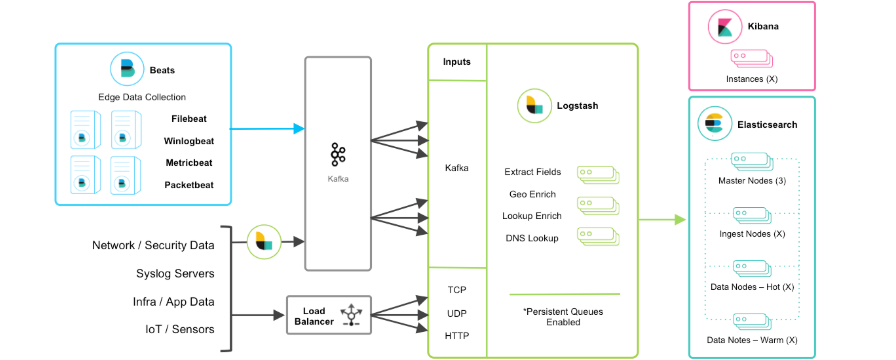 Beats
Edge Data Collection
Filebeat
Winlogbeat
Metricbeat
Packetbeat
Network / Security Data
Syslog Servers
Infra / App Data
IoT / Sensors
Kafka
Load
Balancer
Inputs
Kafka
TCP
UDP
HTTP
Logstash
Extract Fields
Geo Enrich
Lookup Enrich
DNS Lookup
*Persistent Queues
Enabled
Kibana
Instances (X)
Elasticsearch
Master Nodes (3)
Ingest Nodes (X)
Data Nodes – Hot (X)
Data Notes – Warm (X)